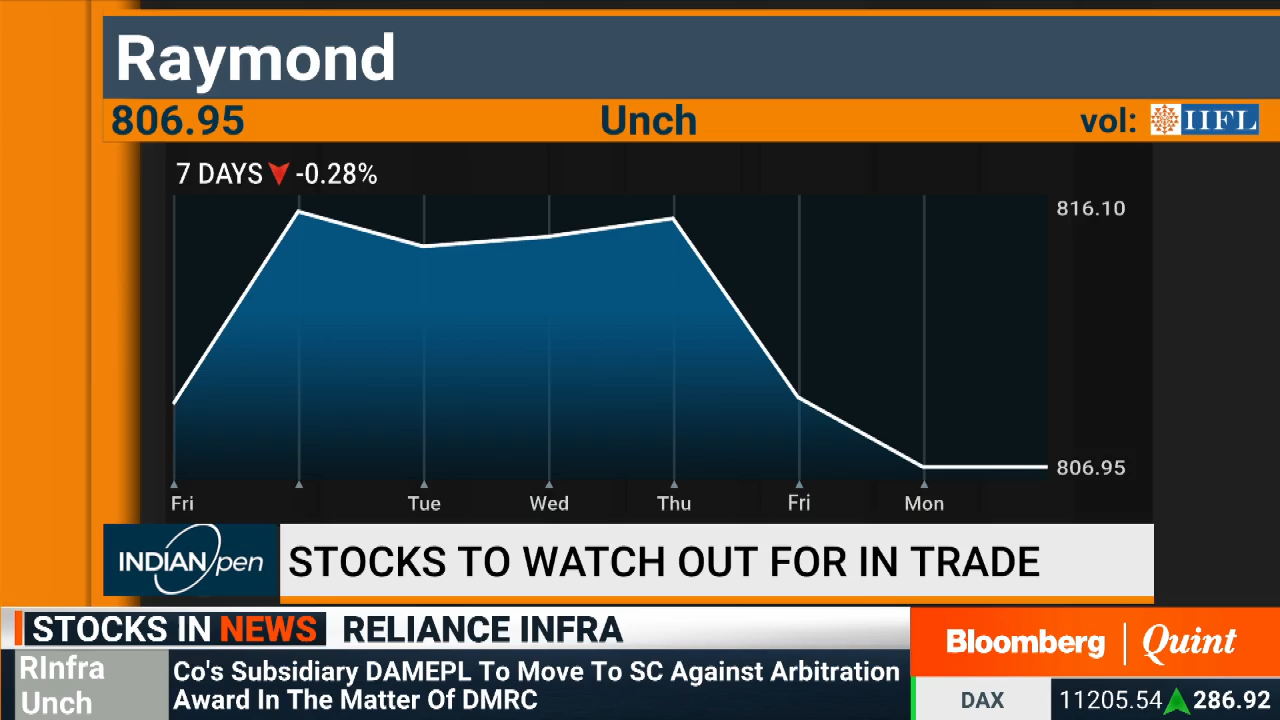 Raymond
806.95 Unch vol: IIFL
7 DAYS -0.28%
816.10
806.95
Fri Tue Wed Thu Fri Mon
INDIAN Open
STOCKS TO WATCH OUT FOR IN TRADE
STOCKS IN NEWS RELIANCE INFRA
Bloomberg | Quint
RInfra
Unch
Co's Subsidiary DAMEPL To Move To SC Against Arbitration
Award In The Matter Of DMRC
DAX 11205.54 286.92